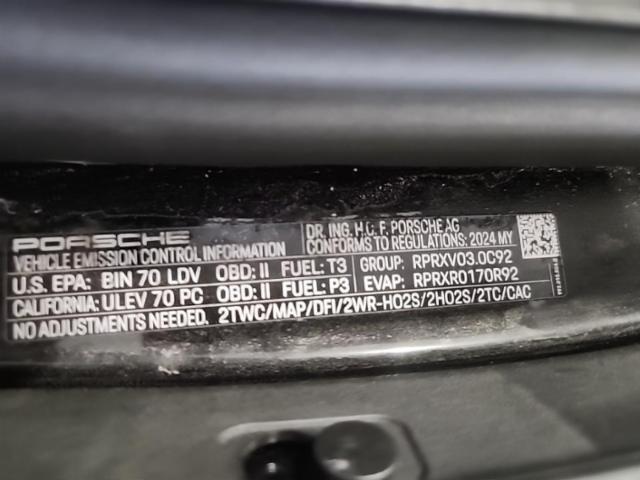 PORSCHE
VEHICLE EMISSION CONTROL INFORMATION
DR. ING. H.C. F. PORSCHE AG
CONFORMS TO REGULATIONS: 2024 MY
U.S. EPA: BIN 70 LDV OBD: II FUEL: T3 GROUP: RPRXV03.0C92
CALIFORNIA: ULEV 70 PC OBD: II FUEL: P3 EVAP: RPRXR0170R92
NO ADJUSTMENTS NEEDED. 2TWC/MAP/DFI/2WR-HO2S/2HO2S/2TC/CAC